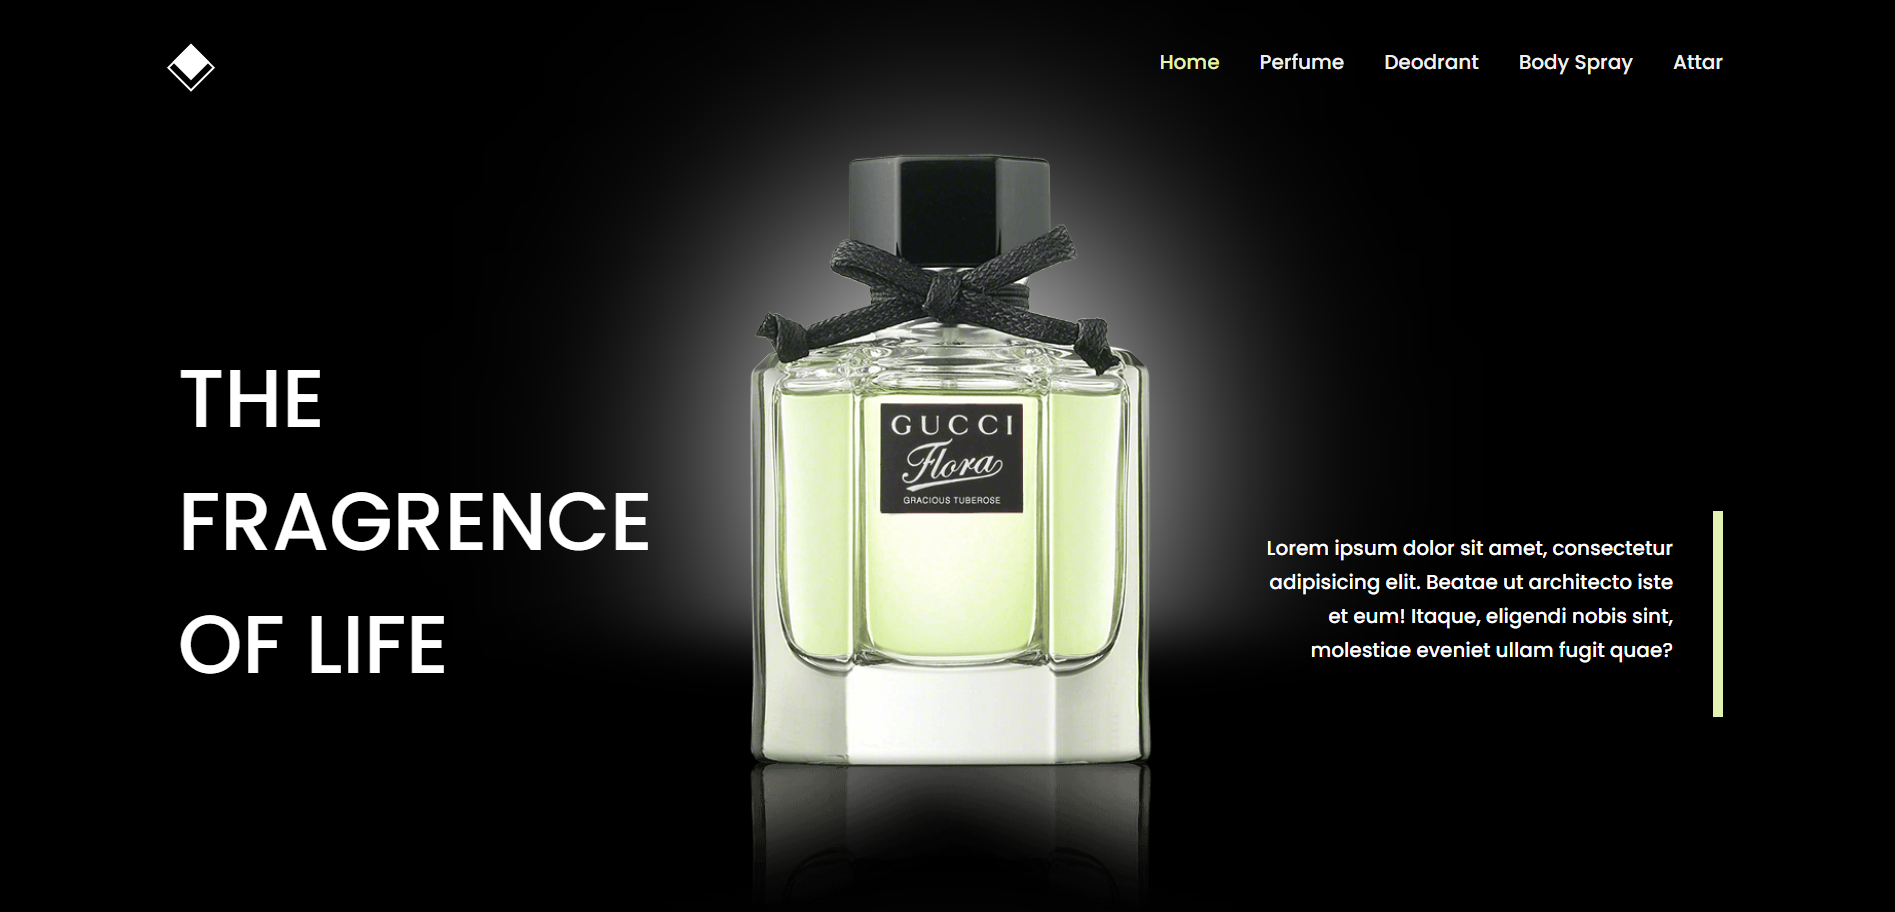 Home Perfume Deodrant Body Spray Attar
THE
FRAGRENCE
OF LIFE
GUCCI
Flora
GRACIOUS TUBEROSE
Lorem ipsum dolor sit amet, consectetur
adipisicing elit. Beatae ut architecto iste
et eum! Itaque, eligendi nobis sint,
molestiae eveniet ullam fugit quae?